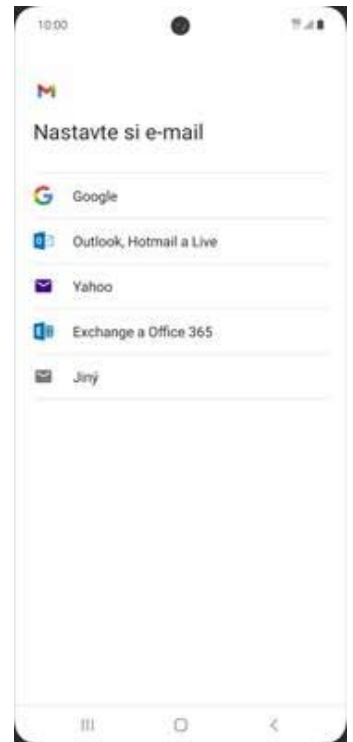 10:00
Nastavte si e-mail
Google
Outlook, Hotmail a Live
Yahoo
Exchange a Office 365
Jiný